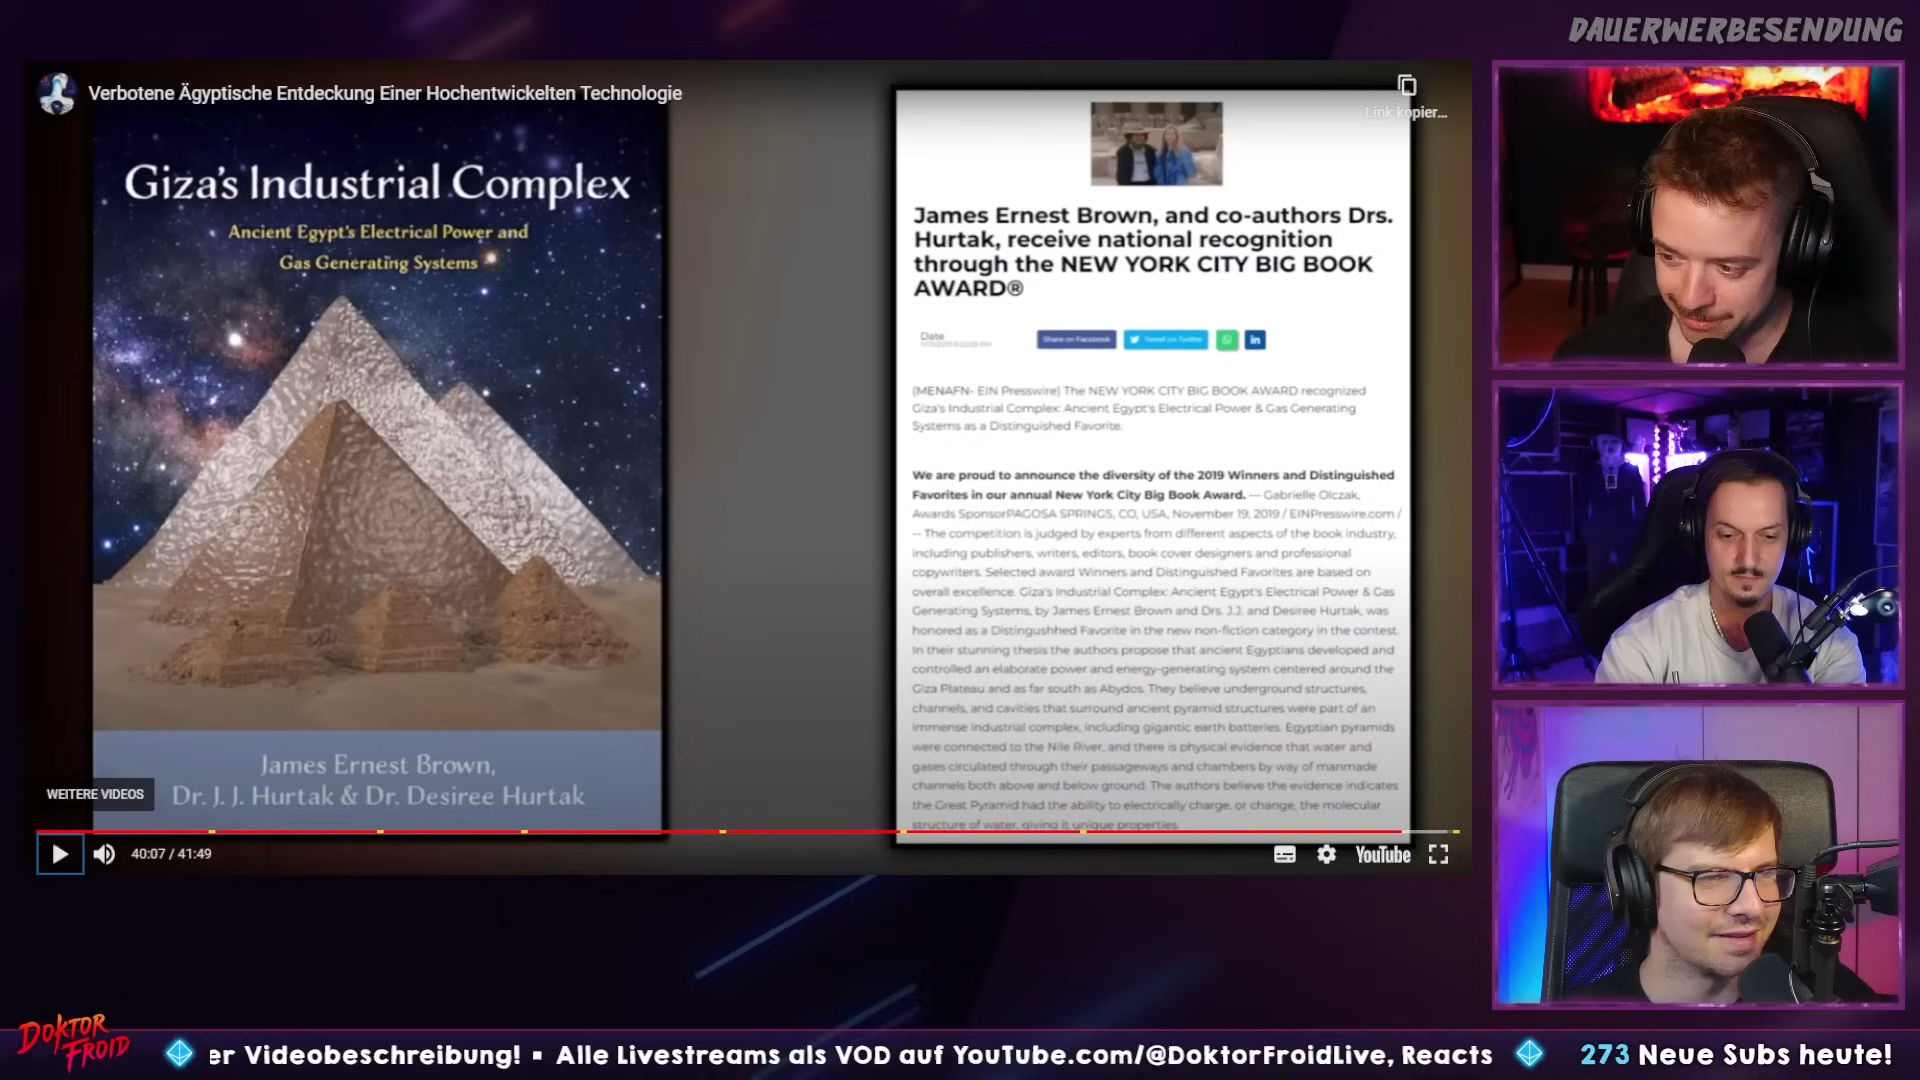 DAUERWERBESENDUNG
Verbotene Ägyptische Entdeckung Einer Hochentwickelten Technologie
Link kopier...
Giza's Industrial Complex
Ancient Egypt's Electrical Power and
Gas Generating Systems
James Ernest Brown,
Dr. J. J. Hurtak & Dr. Desiree Hurtak
James Ernest Brown, and co-authors Drs.
Hurtak, receive national recognition
through the NEW YORK CITY BIG BOOK
AWARD®
Date
Share on Facebook
Tweet on Twitter
in
(MENAFN- EIN Presswire) The NEW YORK CITY BIG BOOK AWARD recognized
Giza's Industrial Complex: Ancient Egypt's Electrical Power & Gas Generating
Systems as a Distinguished Favorite.
We are proud to announce the diversity of the 2019 Winners and Distinguished
Favorites in our annual New York City Big Book Award. — Gabrielle Olczak,
Awards SponsorPAGOSA SPRINGS, CO, USA, November 19, 2019 / EINPresswire.com /
-- The competition is judged by experts from different aspects of the book industry,
including publishers, writers, editors, book cover designers and professional
copywriters. Selected award Winners and Distinguished Favorites are based on
overall excellence. Giza's Industrial Complex: Ancient Egypt's Electrical Power & Gas
Generating Systems, by James Ernest Brown and Drs. J.J. and Desiree Hurtak, was
honored as a Distingushhed Favorite in the new non-fiction category in the contest.
In their stunning thesis the authors propose that ancient Egyptians developed and
controlled an elaborate power and energy-generating system centered around the
Giza Plateau and as far south as Abydos. They believe underground structures,
channels, and cavities that surround ancient pyramid structures were part of an
immense industrial complex, including gigantic earth batteries. Egyptian pyramids
were connected to the Nile River, and there is physical evidence that water and
gases circulated through their passageways and chambers by way of manmade
channels both above and below ground. The authors believe the evidence indicates
the Great Pyramid had the ability to electrically charge, or change, the molecular
structure of water, giving it unique properties.
WEITERE VIDEOS
40:07 / 41:49
YouTube
DOKTOR
FROID
er Videobeschreibung! ▪ Alle Livestreams als VOD auf YouTube.com/@DoktorFroidLive, Reacts
273 Neue Subs heute!